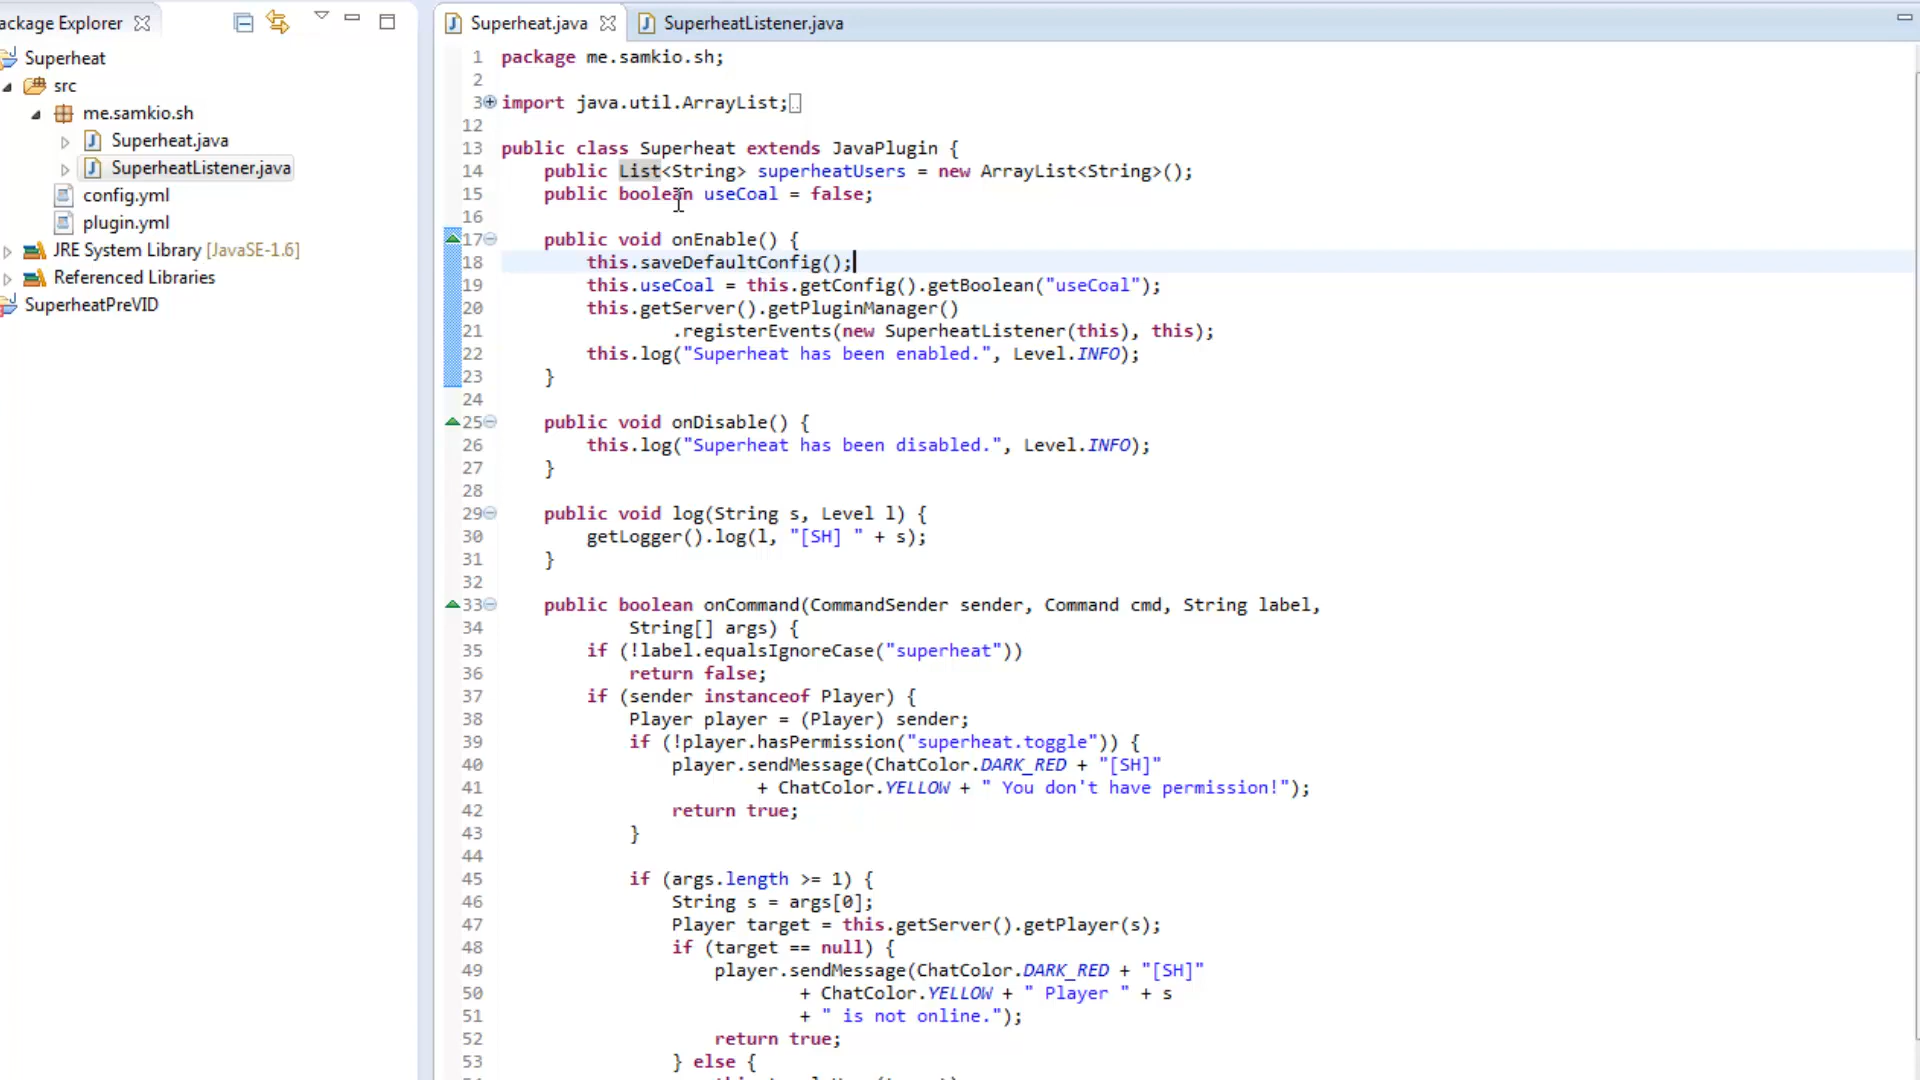 ackage Explorer
Superheat
src
me.samkio.sh
Superheat.java
SuperheatListener.java
config.yml
plugin.yml
JRE System Library [JavaSE-1.6]
Referenced Libraries
SuperheatPreVID
Superheat.java SuperheatListener.java
1 package me.samkio.sh;
2
3 import java.util.ArrayList;
12
13 public class Superheat extends JavaPlugin {
14 public List<String> superheatUsers = new ArrayList<String>();
15 public boolean useCoal = false;
16
17 public void onEnable() {
18 this.saveDefaultConfig();
19 this.useCoal = this.getConfig().getBoolean("useCoal");
20 this.getServer().getPluginManager()
21 .registerEvents(new SuperheatListener(this), this);
22 this.log("Superheat has been enabled.", Level.INFO);
23 }
24
25 public void onDisable() {
26 this.log("Superheat has been disabled.", Level.INFO);
27 }
28
29 public void log(String s, Level l) {
30 getLogger().log(l, "[SH] " + s);
31 }
32
33 public boolean onCommand(CommandSender sender, Command cmd, String label,
34 String[] args) {
35 if (!label.equalsIgnoreCase("superheat"))
36 return false;
37 if (sender instanceof Player) {
38 Player player = (Player) sender;
39 if (!player.hasPermission("superheat.toggle")) {
40 player.sendMessage(ChatColor.DARK_RED + "[SH]"
41 + ChatColor.YELLOW + " You don't have permission!");
42 return true;
43 }
44
45 if (args.length >= 1) {
46 String s = args[0];
47 Player target = this.getServer().getPlayer(s);
48 if (target == null) {
49 player.sendMessage(ChatColor.DARK_RED + "[SH]"
50 + ChatColor.YELLOW + " Player " + s
51 + " is not online.");
52 return true;
53 } else {